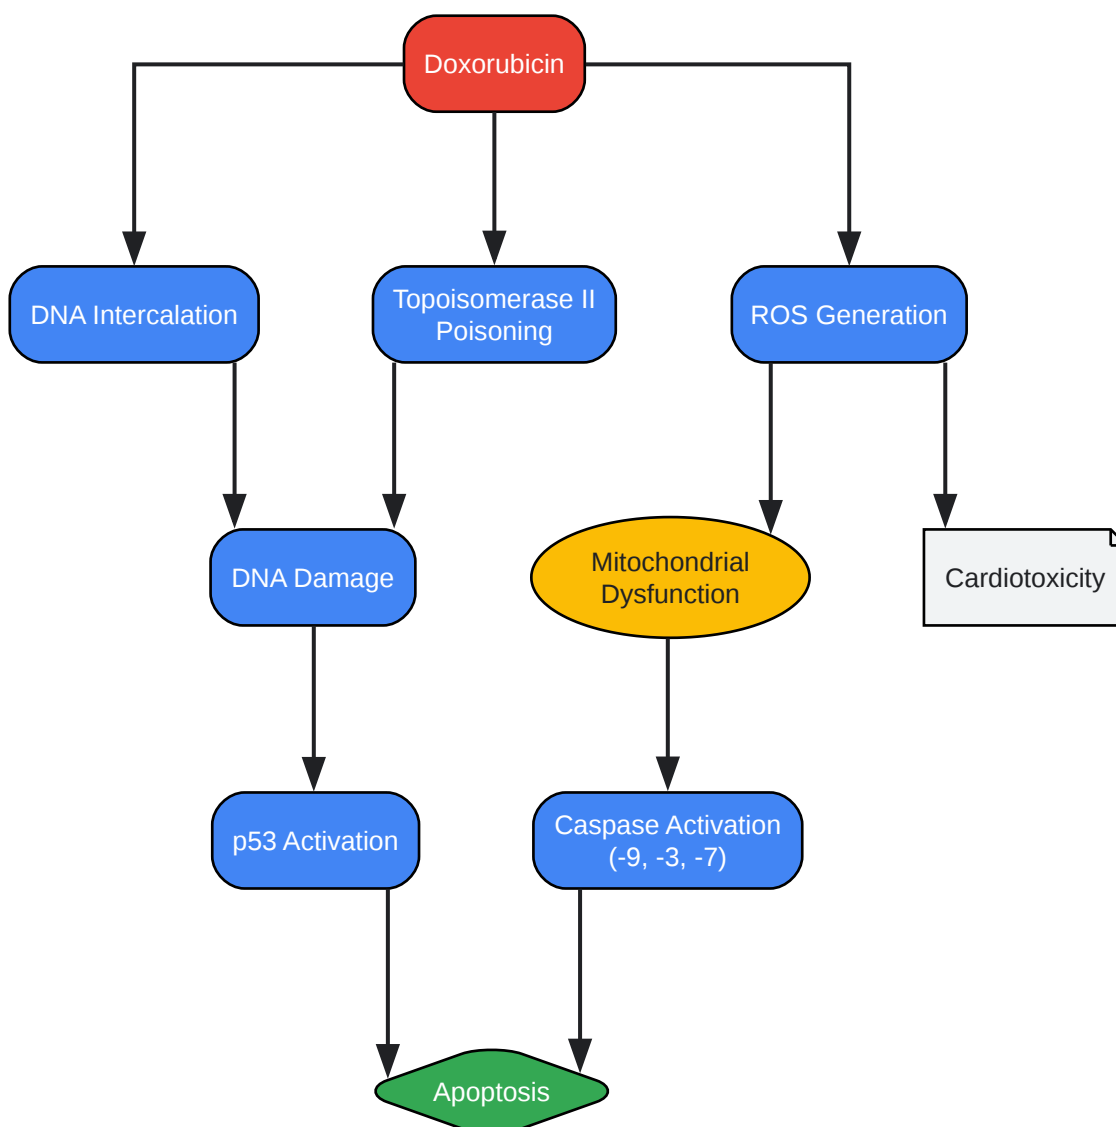 Doxorubicin
DNA Intercalation
Topoisomerase II
Poisoning
ROS Generation
DNA Damage
Mitochondrial
Dysfunction
Cardiotoxicity
p53 Activation
Caspase Activation
(-9, -3, -7)
Apoptosis